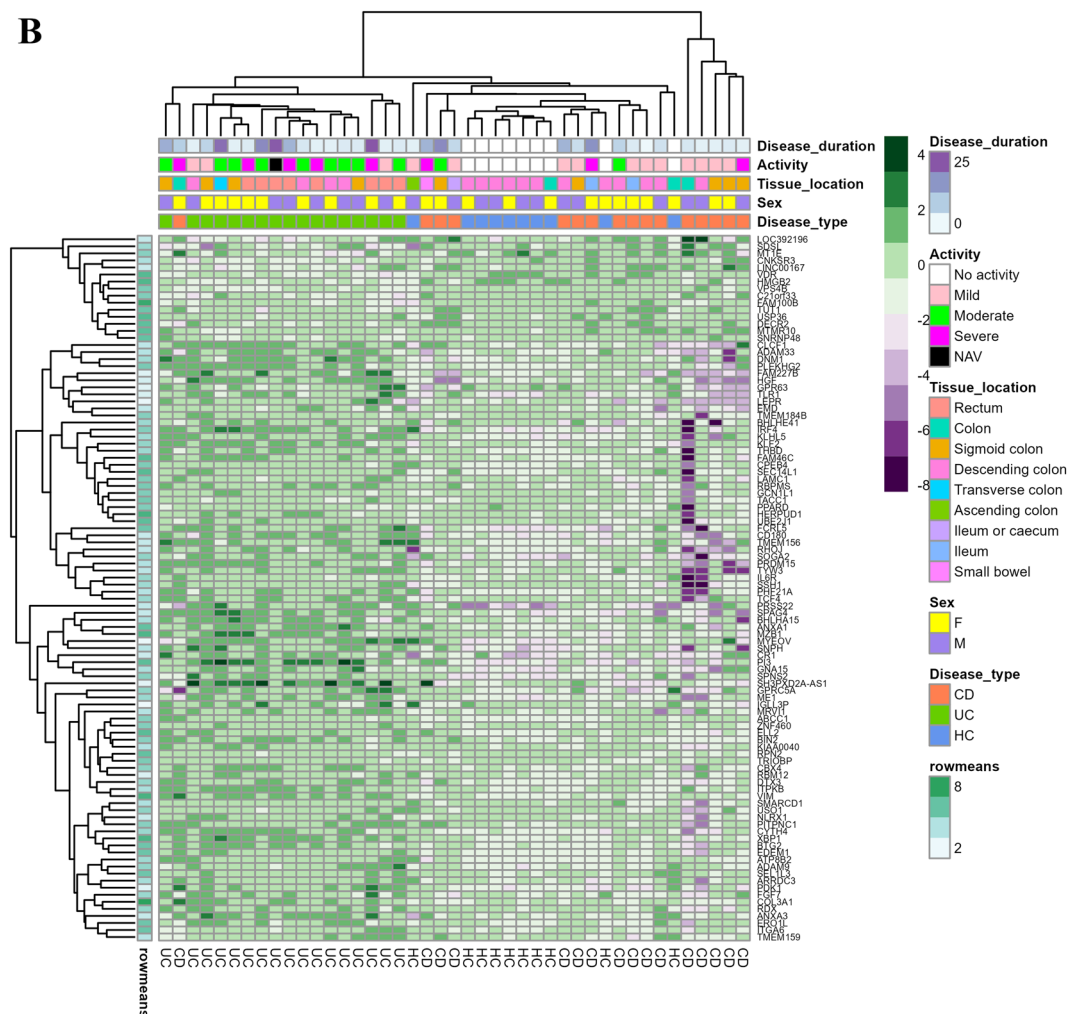 B
Disease_duration
Activity
Tissue_location
Sex
Disease_type
LOC392196
SDSL
MT1E
CNKSR3
LINC00167
VDR
HMGB2
VPS4B
C21orf33
FAM100B
TUT1
USP36
DECR2
MTMR10
SNRNP48
CLCF1
ADAM33
DNM1
PLEKHG2
FAM227B
HGF
GPR63
TLR1
LEPR
EMD
TMEM184B
BHLHE41
IRF4
KLHL5
KLF2
THBD
FAM46C
CPEB4
SEC14L1
LAMC1
RBPMS
GCN1L1
TACC1
PPARD
HERPUD1
UBE2J1
FCRL5
CD180
TMEM156
RHOJ
SOGA2
PRDM15
TYW3
IL6R
SSH1
PHF21A
TCF4
PRSS22
SPAG4
BHLHA15
ANXA1
MZB1
MYEOV
SNPH
CR1
PI3
GNA15
SPNS2
SH3PXD2A-AS1
GPRC5A
ME1
IGLL3P
MRVI1
ABCC1
ZNF460
ELL2
BIN2
KIAA0040
RPN2
TRIOBP
CBX4
RBM12
DTX3
ITPKB
VIM
SMARCD1
USO1
NLRX1
PITPNC1
CYTH4
XBP1
BTG2
EDEM1
ATP8B2
ADAM9
SEL1L3
ARRDC3
PDK1
FGF7
COL3A1
RDX
ANXA3
ERO1L
ITGA6
TMEM159
rowmeans
UC CD UC UC UC UC UC UC UC UC UC UC UC UC UC UC UC UC HC CD CD CD HC HC HC HC HC HC HC CD CD CD HC CD CD CD CD HC CD CD CD CD CD
4
2
0
-2
-4
-6
-8
Disease_duration
25
0
Activity
No activity
Mild
Moderate
Severe
NAV
Tissue_location
Rectum
Colon
Sigmoid colon
Descending colon
Transverse colon
Ascending colon
Ileum or caecum
Ileum
Small bowel
Sex
F
M
Disease_type
CD
UC
HC
rowmeans
8
2